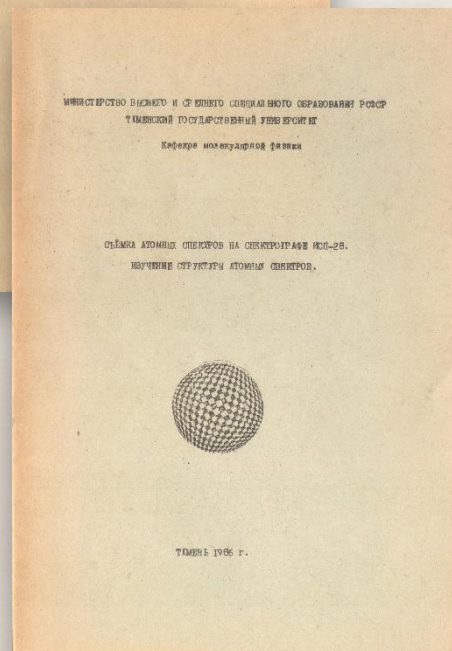 МИНИСТЕРСТВО ВЫСШЕГО И СРЕДНЕГО СПЕЦИАЛЬНОГО ОБРАЗОВАНИЯ РСФСР
ТЮМЕНСКИЙ ГОСУДАРСТВЕННЫЙ УНИВЕРСИТЕТ
Кафедра молекулярной физики
СЪЁМКА АТОМНЫХ СПЕКТРОВ НА СПЕКТРОГРАФЕ ИСП-28.
ИЗУЧЕНИЕ СТРУКТУРЫ АТОМНЫХ СПЕКТРОВ.
ТЮМЕНЬ 1986 г.